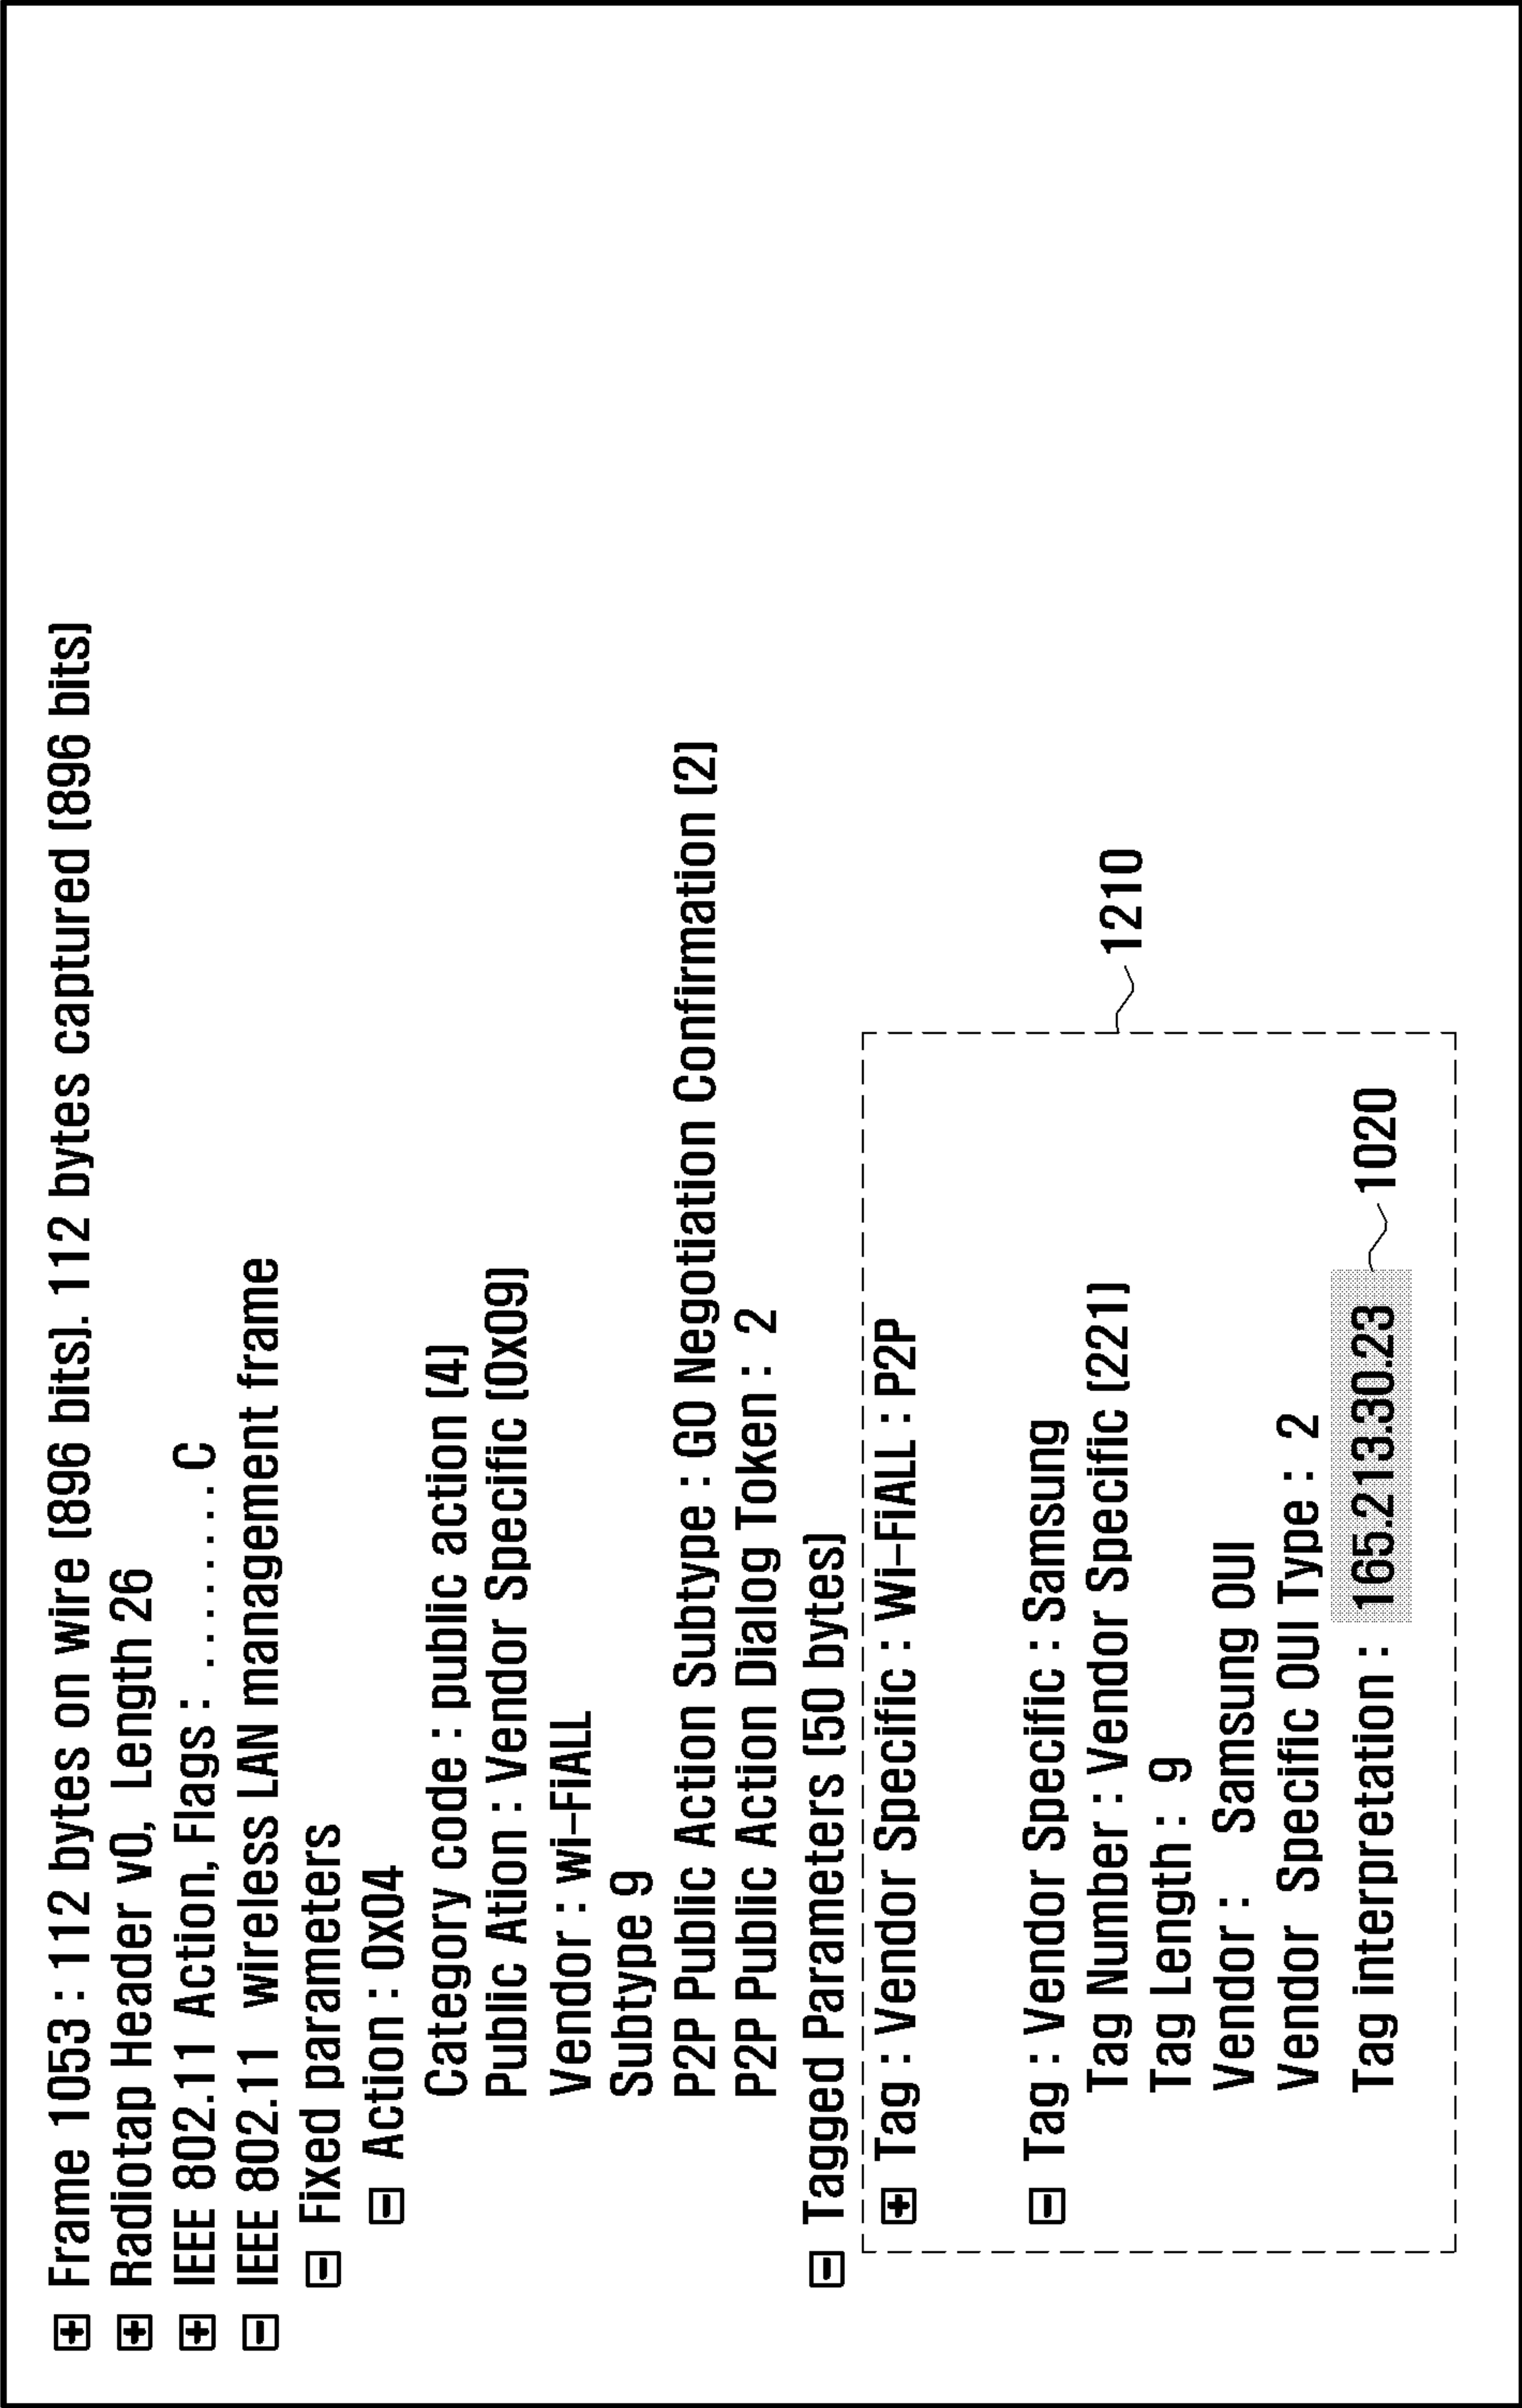 Frame 1053 : 112 bytes on wire (896 bits). 112 bytes captured (896 bits)
Radiotap Header v0, Length 26
IEEE 802.11 Action, Flags : . . . . . . . . C
IEEE 802.11 wireless LAN management frame
Fixed parameters
Action : 0x04
Category code : public action (4)
Public Ation : Vendor Specific (0x09)
Vendor : wi-FiALL
Subtype 9
P2P Public Action Subtype : GO Negotiation Confirmation (2)
P2P Public Action Dialog Token : 2
Tagged Parameters (50 bytes)
Tag : Vendor Specific : Wi-FiALL : P2P
Tag : Vendor Specific : Samsung
Tag Number : Vendor Specific (221)
Tag Length : 9
Vendor : Samsung OUI
Vendor Specific OUI Type : 2
Tag interpretation : 165.213.30.23
1020
1210